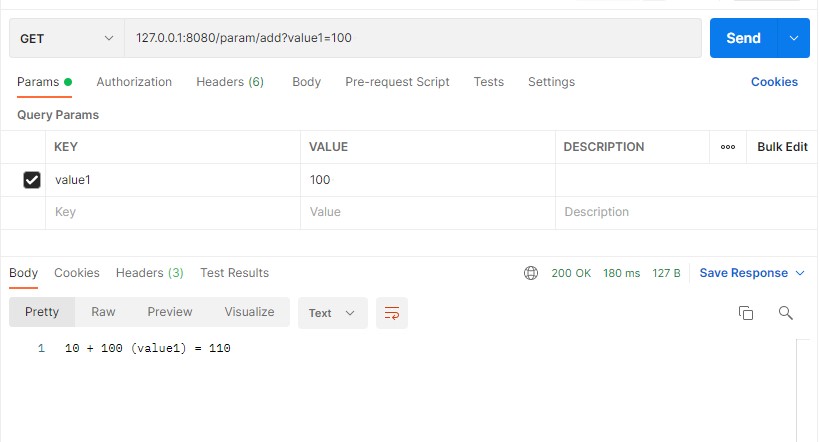 GET 127.0.0.1:8080/param/add?value1=100 Send
Params Authorization Headers (6) Body Pre-request Script Tests Settings Cookies
Query Params
KEY VALUE DESCRIPTION ooo Bulk Edit
value1 100
Key Value Description
Body Cookies Headers (3) Test Results 200 OK 180 ms 127 B Save Response
Pretty Raw Preview Visualize Text
1 10 + 100 (value1) = 110